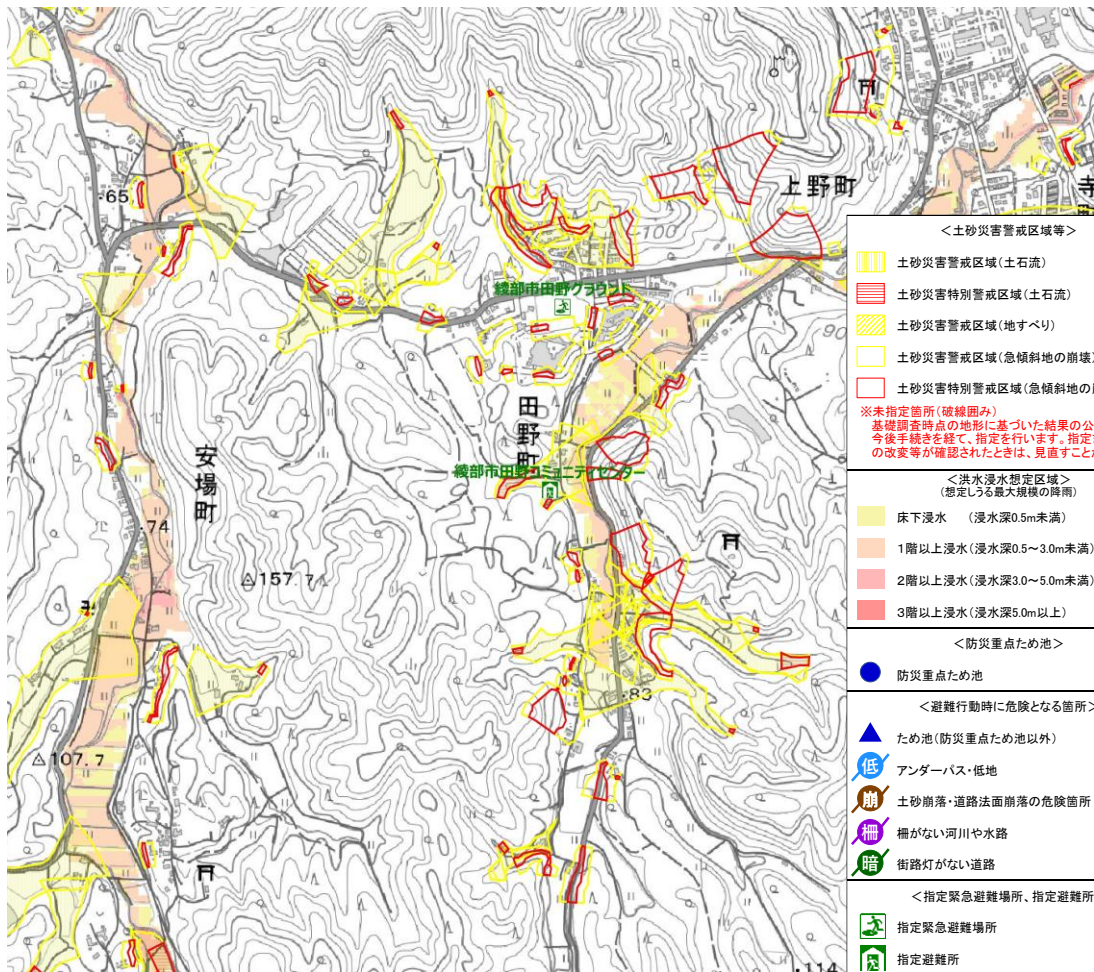 上野町
寺
・65
100
90
綾部市田野グラウンド
田野町
安場町
綾部市田野コミュニティセンター
・74
157.7
・83
107.7
・114
＜土砂災害警戒区域等＞
土砂災害警戒区域(土石流)
土砂災害特別警戒区域(土石流)
土砂災害警戒区域(地すべり)
土砂災害警戒区域(急傾斜地の崩壊)
土砂災害特別警戒区域(急傾斜地の
※未指定箇所(破線囲み)
基礎調査時点の地形に基づいた結果の公
今後手続きを経て、指定を行います。指定
の改変等が確認されたときは、見直すことが
＜洪水浸水想定区域＞
(想定しうる最大規模の降雨)
床下浸水　(浸水深0.5m未満)
1階以上浸水(浸水深0.5～3.0m未満)
2階以上浸水(浸水深3.0～5.0m未満)
3階以上浸水(浸水深5.0m以上)
＜防災重点ため池＞
防災重点ため池
＜避難行動時に危険となる箇所＞
ため池(防災重点ため池以外)
低 アンダーパス・低地
崩 土砂崩落・道路法面崩落の危険箇所
柵 柵がない河川や水路
暗 街路灯がない道路
＜指定緊急避難場所、指定避難所
指定緊急避難場所
指定避難所